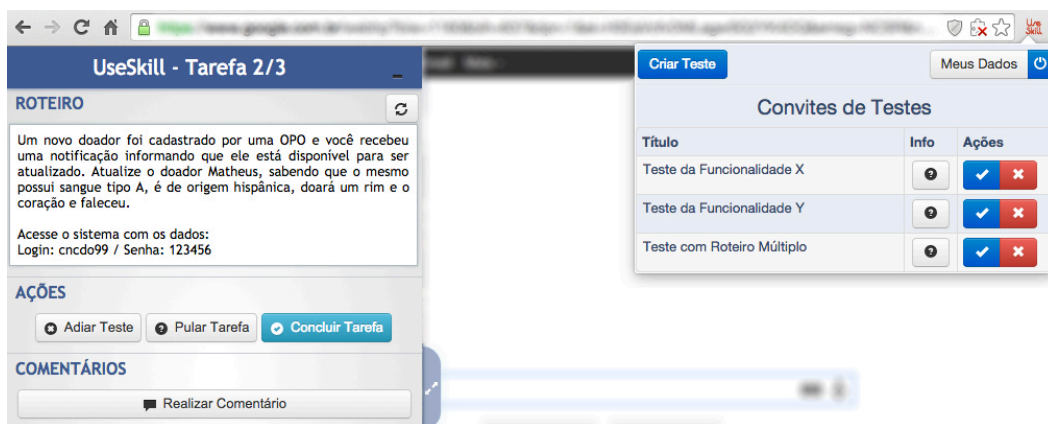 Use
Skill
UseSkill - Tarefa 2/3
ROTEIRO
Um novo doador foi cadastrado por uma OPO e você recebeu
uma notificação informando que ele está disponível para ser
atualizado. Atualize o doador Matheus, sabendo que o mesmo
possui sangue tipo A, é de origem hispânica, doará um rim e o
coração e faleceu.
Acesse o sistema com os dados:
Login: cncdo99 / Senha: 123456
AÇÕES
Adiar Teste Pular Tarefa Concluir Tarefa
COMENTÁRIOS
Realizar Comentário
Criar Teste Meus Dados
Convites de Testes
Título Info Ações
Teste da Funcionalidade X
Teste da Funcionalidade Y
Teste com Roteiro Múltiplo